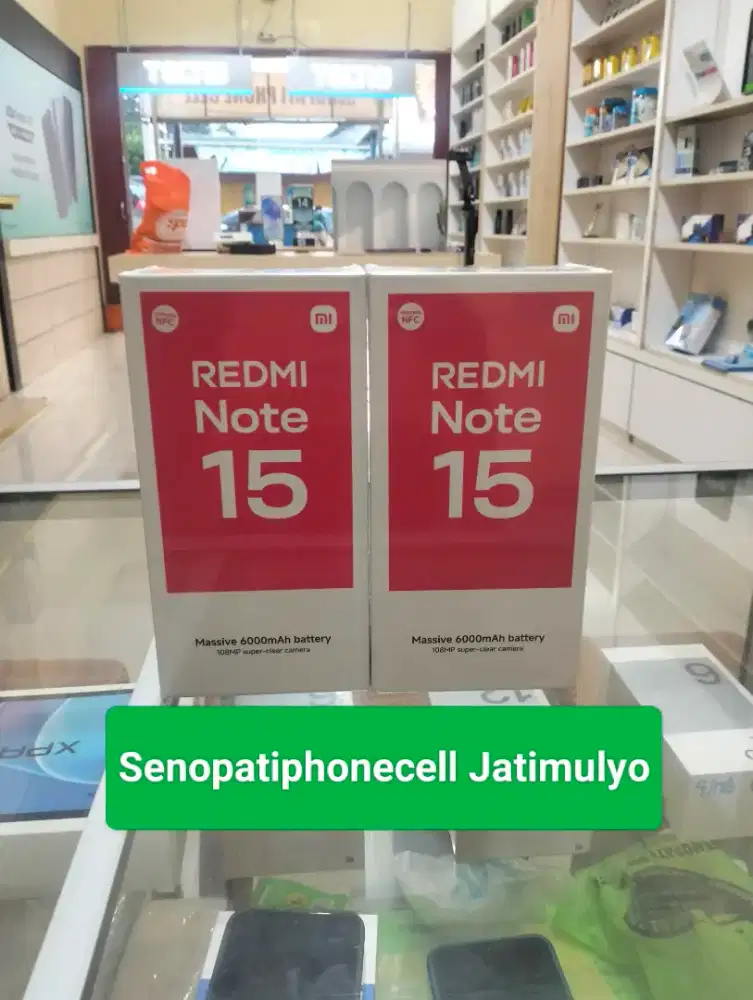 NFC
mi
REDMI
Note
15
Massive 6000mAh battery
108MP super-clear camera
NFC
mi
REDMI
Note
15
Massive 6000mAh battery
108MP super-clear camera
Senopatiphonecell Jatimulyo
14